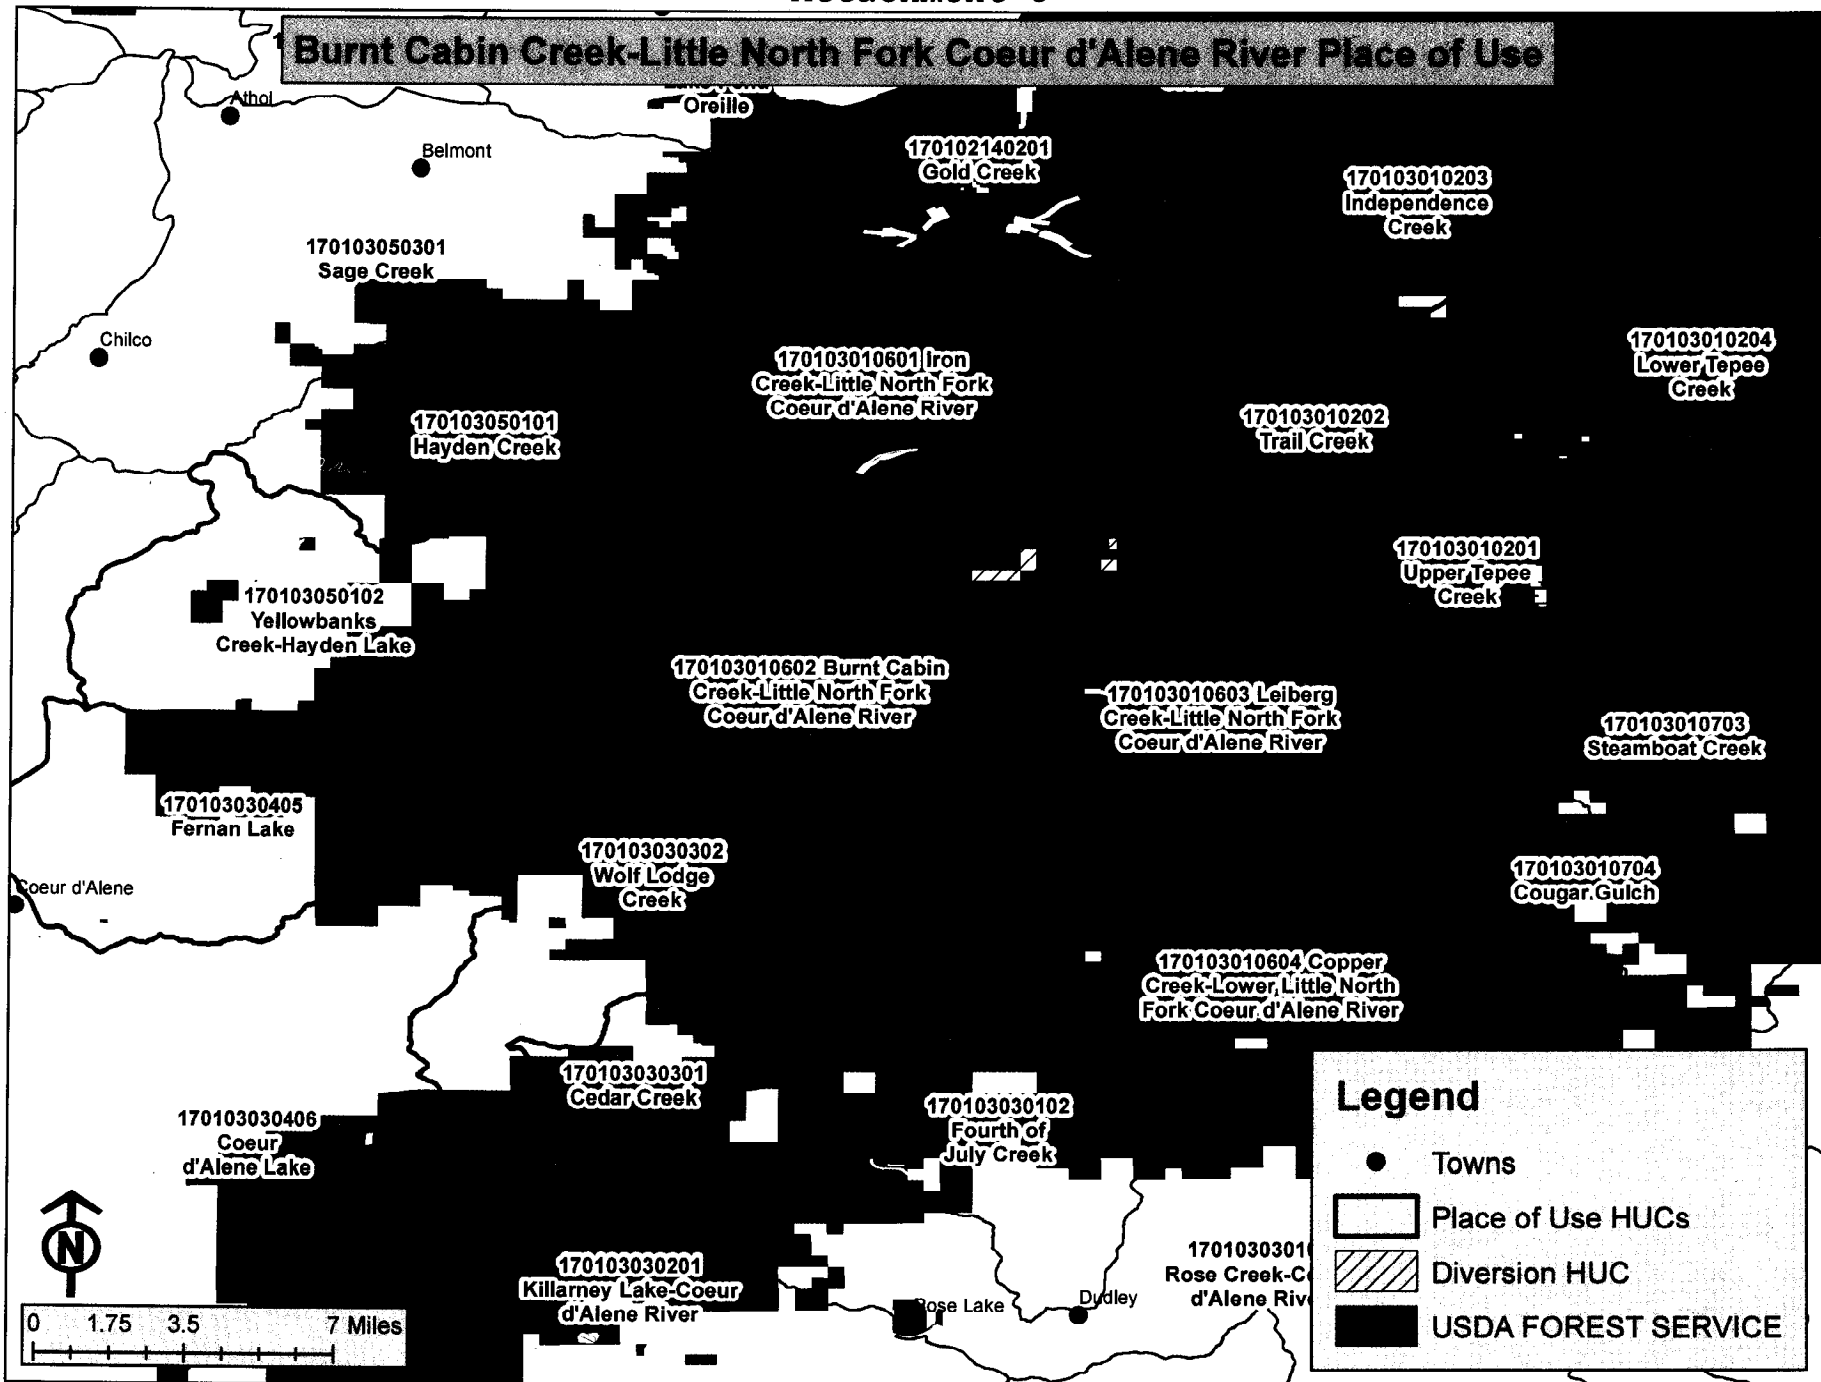 Burnt Cabin Creek-Little North Fork Coeur d'Alene River Place of Use
Athol
Oreille
Belmont
170102140201
Gold Creek
170103010203
Independence
Creek
170103050301
Sage Creek
Chilco
170103010601 Iron
Creek-Little North Fork
Coeur d'Alene River
170103010204
Lower Tepee
Creek
170103050101
Hayden Creek
170103010202
Trail Creek
170103010201
Upper Tepee
Creek
170103050102
Yellowbanks
Creek-Hayden Lake
170103010602 Burnt Cabin
Creek-Little North Fork
Coeur d'Alene River
170103010603 Leiberg
Creek-Little North Fork
Coeur d'Alene River
170103010703
Steamboat Creek
170103030405
Fernan Lake
Coeur d'Alene
170103030302
Wolf Lodge
Creek
170103010704
Cougar Gulch
170103010604 Copper
Creek-Lower Little North
Fork Coeur d'Alene River
170103030301
Cedar Creek
170103030102
Fourth of
July Creek
170103030406
Coeur
d'Alene Lake
170103030201
Killarney Lake-Coeur
d'Alene River
Rose Lake
Dudley
17010303010
Rose Creek-Co
d'Alene Rive
N
0 1.75 3.5 7 Miles
Legend
Towns
Place of Use HUCs
Diversion HUC
USDA FOREST SERVICE